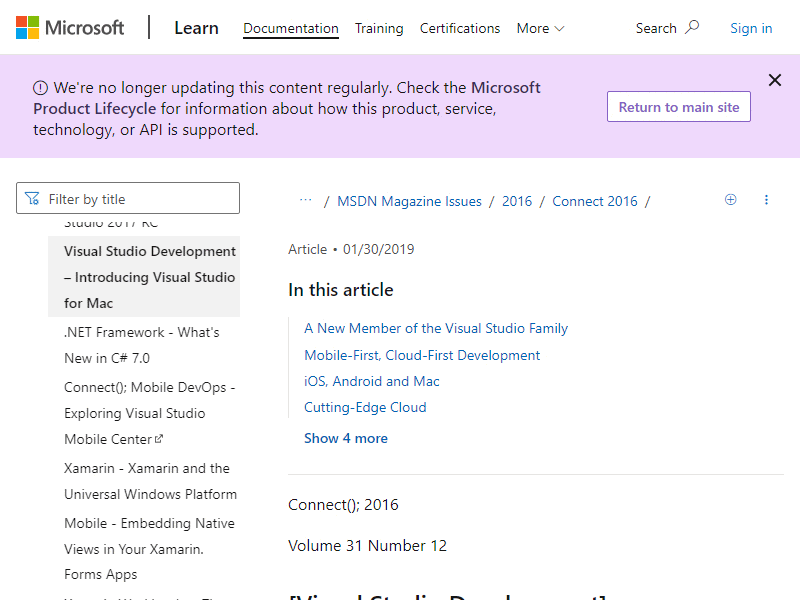 Microsoft
Learn
Documentation
Training
Certifications
More
Search
Sign in
We're no longer updating this content regularly. Check the Microsoft
Product Lifecycle for information about how this product, service,
technology, or API is supported.
Return to main site
Filter by title
Studio 2017 RC
Visual Studio Development
– Introducing Visual Studio
for Mac
.NET Framework - What's
New in C# 7.0
Connect(); Mobile DevOps -
Exploring Visual Studio
Mobile Center
Xamarin - Xamarin and the
Universal Windows Platform
Mobile - Embedding Native
Views in Your Xamarin.
Forms Apps
... / MSDN Magazine Issues / 2016 / Connect 2016 /
Article • 01/30/2019
In this article
A New Member of the Visual Studio Family
Mobile-First, Cloud-First Development
iOS, Android and Mac
Cutting-Edge Cloud
Show 4 more
Connect(); 2016
Volume 31 Number 12
[Visual Studio Development]